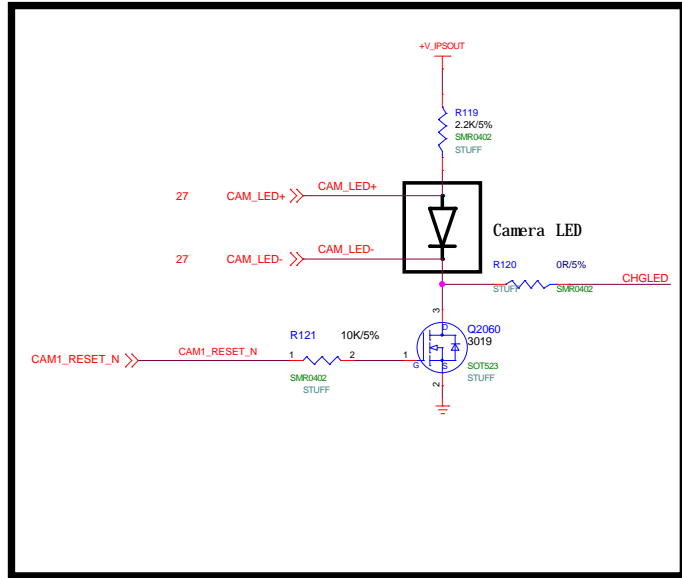 +V_IPSOUT
R119
2.2K/5%
SMR0402
STUFF
27 CAM_LED+ CAM_LED+
Camera LED
27 CAM_LED- CAM_LED-
R120 0R/5%
STUFF SMR0402
CHGLED
3
D
Q2060
3019
R121 10K/5%
CAM1_RESET_N CAM1_RESET_N
1 2 1
G S
SOT523
STUFF
SMR0402
STUFF
2